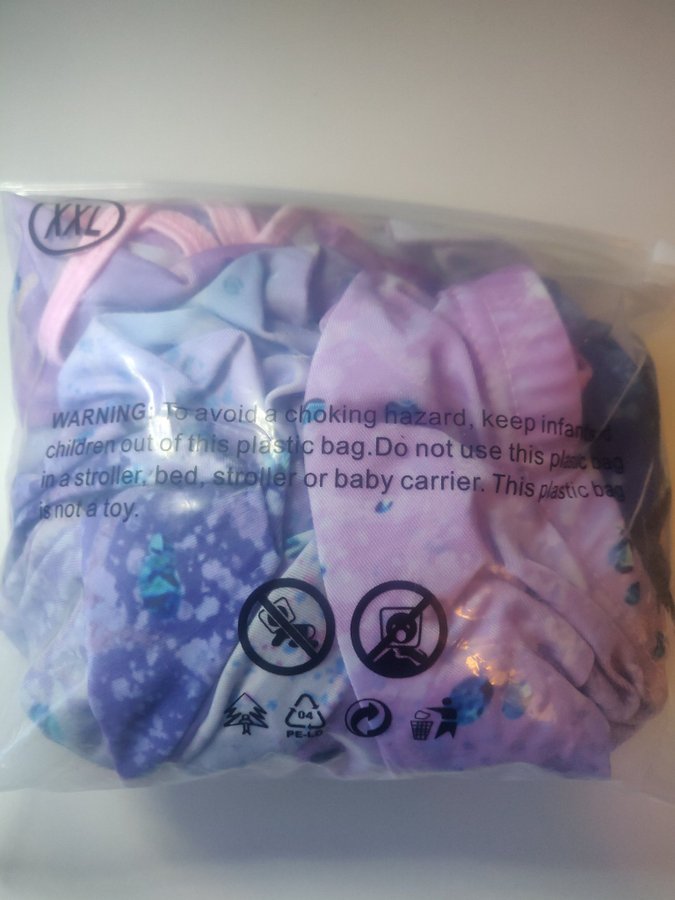 XXL
WARNING: To avoid a choking hazard, keep infants
children out of this plastic bag.Do not use this plastic bag
in a stroller, bed, stroller or baby carrier. This plastic bag
is not a toy.
04
PE-LD